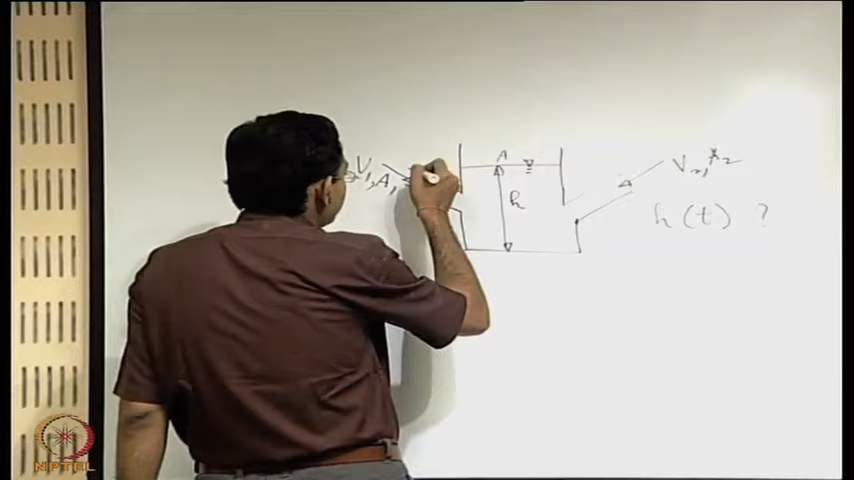 V₁, A₁
A
h
V₂, A₂
h(t) ?
NPTEL